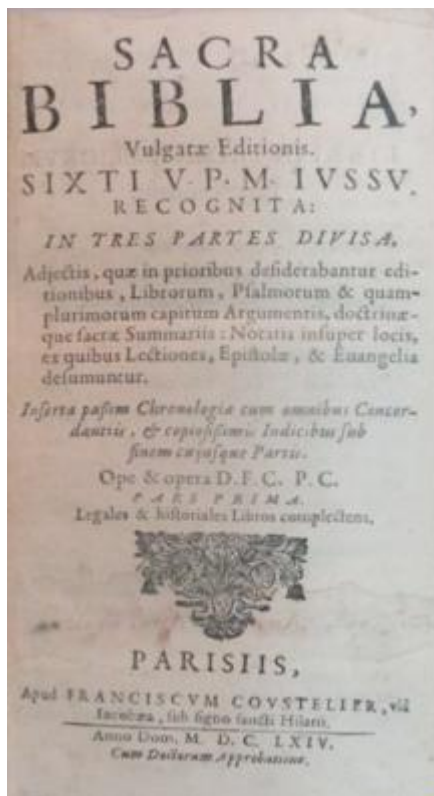 SACRA
BIBLIA,
Vulgatæ Editionis.
SIXTI V. P. M. IVSSV.
RECOGNITA:
IN TRES PARTES DIVISA.
Adjectis, quæ in prioribus desiderabantur edi-
tionibus, Librorum, Psalmorum & quam-
plurimorum capitum Argumentis, doctrinæ-
que sacræ Summariis: Notatis insuper locis,
ex quibus Lectiones, Epistolæ, & Euangelia
desumuntur.
Inserta passim Chronologia cum omnibus Concor-
dantiis, & copiosissimis Indicibus sub
finem cujusque Partis.
Ope & opera D. F. C. P. C.
PARS PRIMA.
Legales & historiales Libros complectens.
PARISIIS,
Apud FRANCISCVM COVSTELIER, viâ
Iacobæa, sub signo sancti Hilarii.
Anno Dom. M. D. C. LXIV.
Cum Doctorum Approbatione.